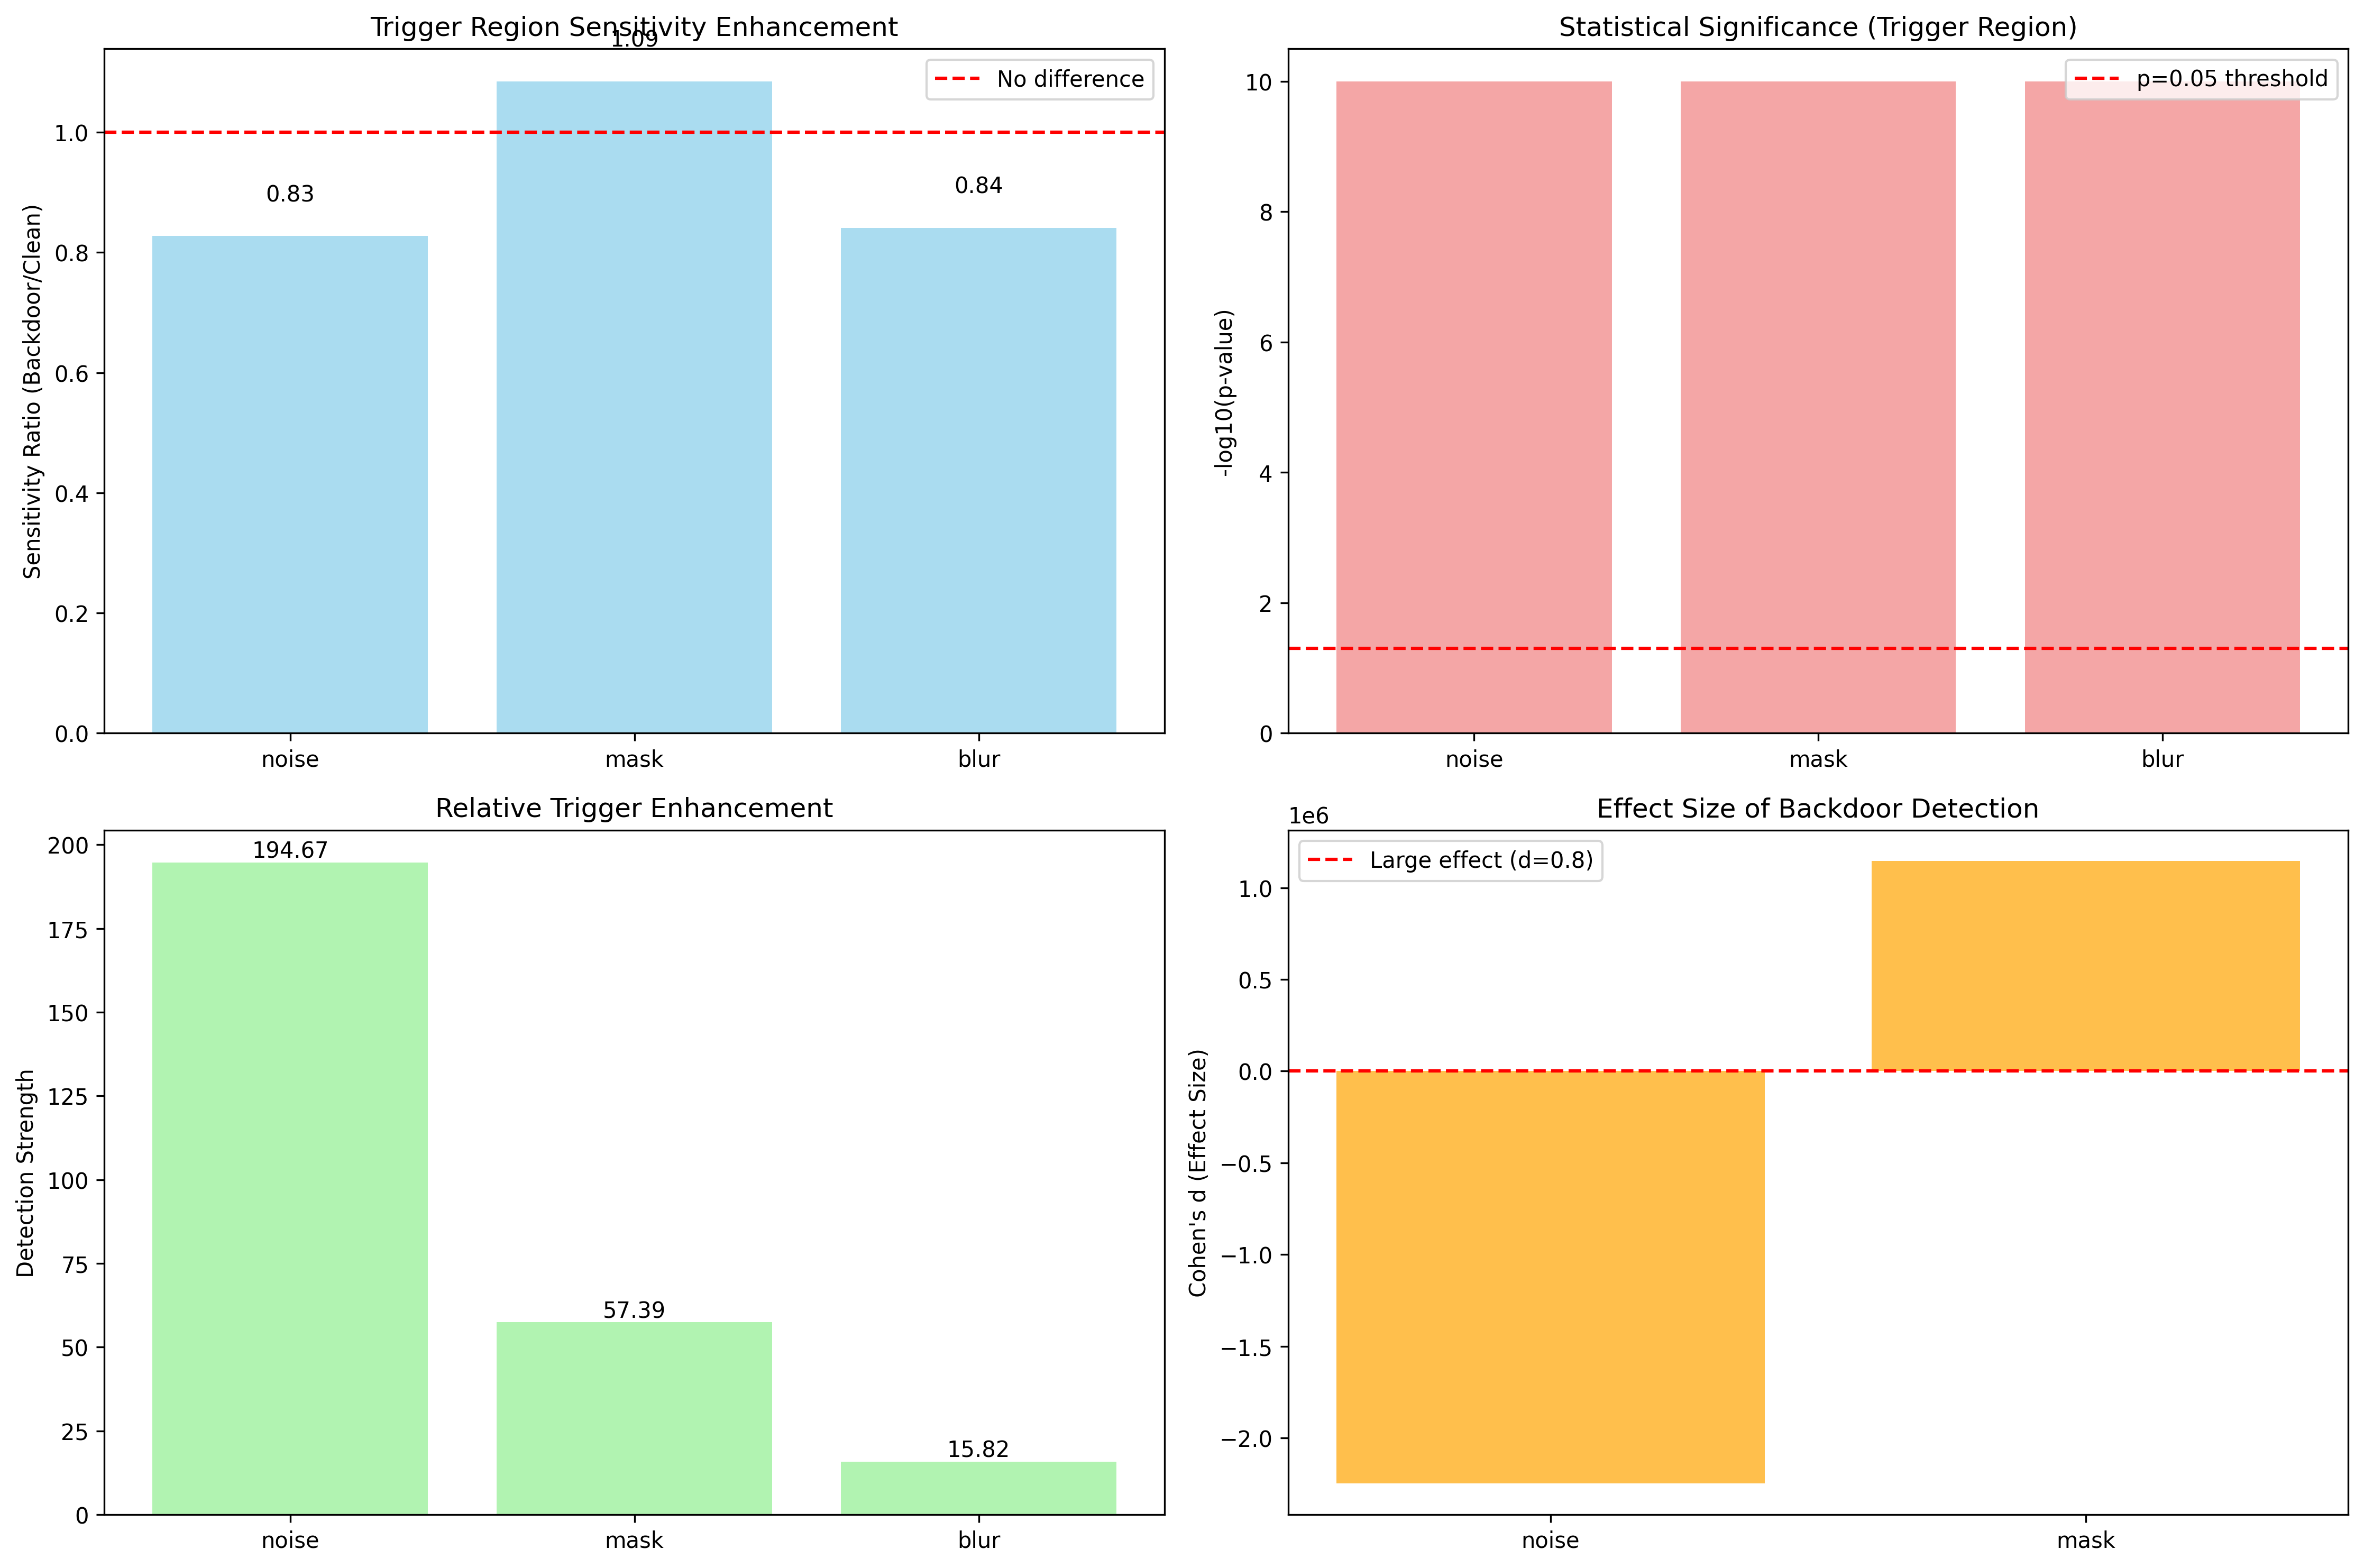 Trigger Region Sensitivity Enhancement
1.09
No difference
Sensitivity Ratio (Backdoor/Clean)
1.0
0.8
0.6
0.4
0.2
0.0
0.83
0.84
noise
mask
blur
Statistical Significance (Trigger Region)
p=0.05 threshold
-log10(p-value)
10
8
6
4
2
0
noise
mask
blur
Relative Trigger Enhancement
Detection Strength
200
175
150
125
100
75
50
25
0
194.67
57.39
15.82
noise
mask
blur
Effect Size of Backdoor Detection
1e6
Large effect (d=0.8)
Cohen's d (Effect Size)
1.0
0.5
0.0
−0.5
−1.0
−1.5
−2.0
noise
mask